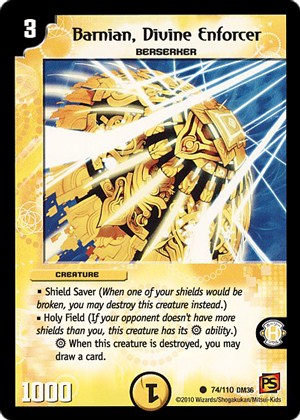 3
Barnian, Divine Enforcer
BERSERKER
CREATURE
▪ Shield Saver (When one of your shields would
be broken, you may destroy this creature instead.)
▪ Holy Field (If your opponent doesn't have more
shields than you, this creature has its ability.)
When this creature is destroyed, you may
draw a card.
1000
1
● 74/110 DM36
PS
©2010 Wizards/Shogakukan/Mitsui-Kids